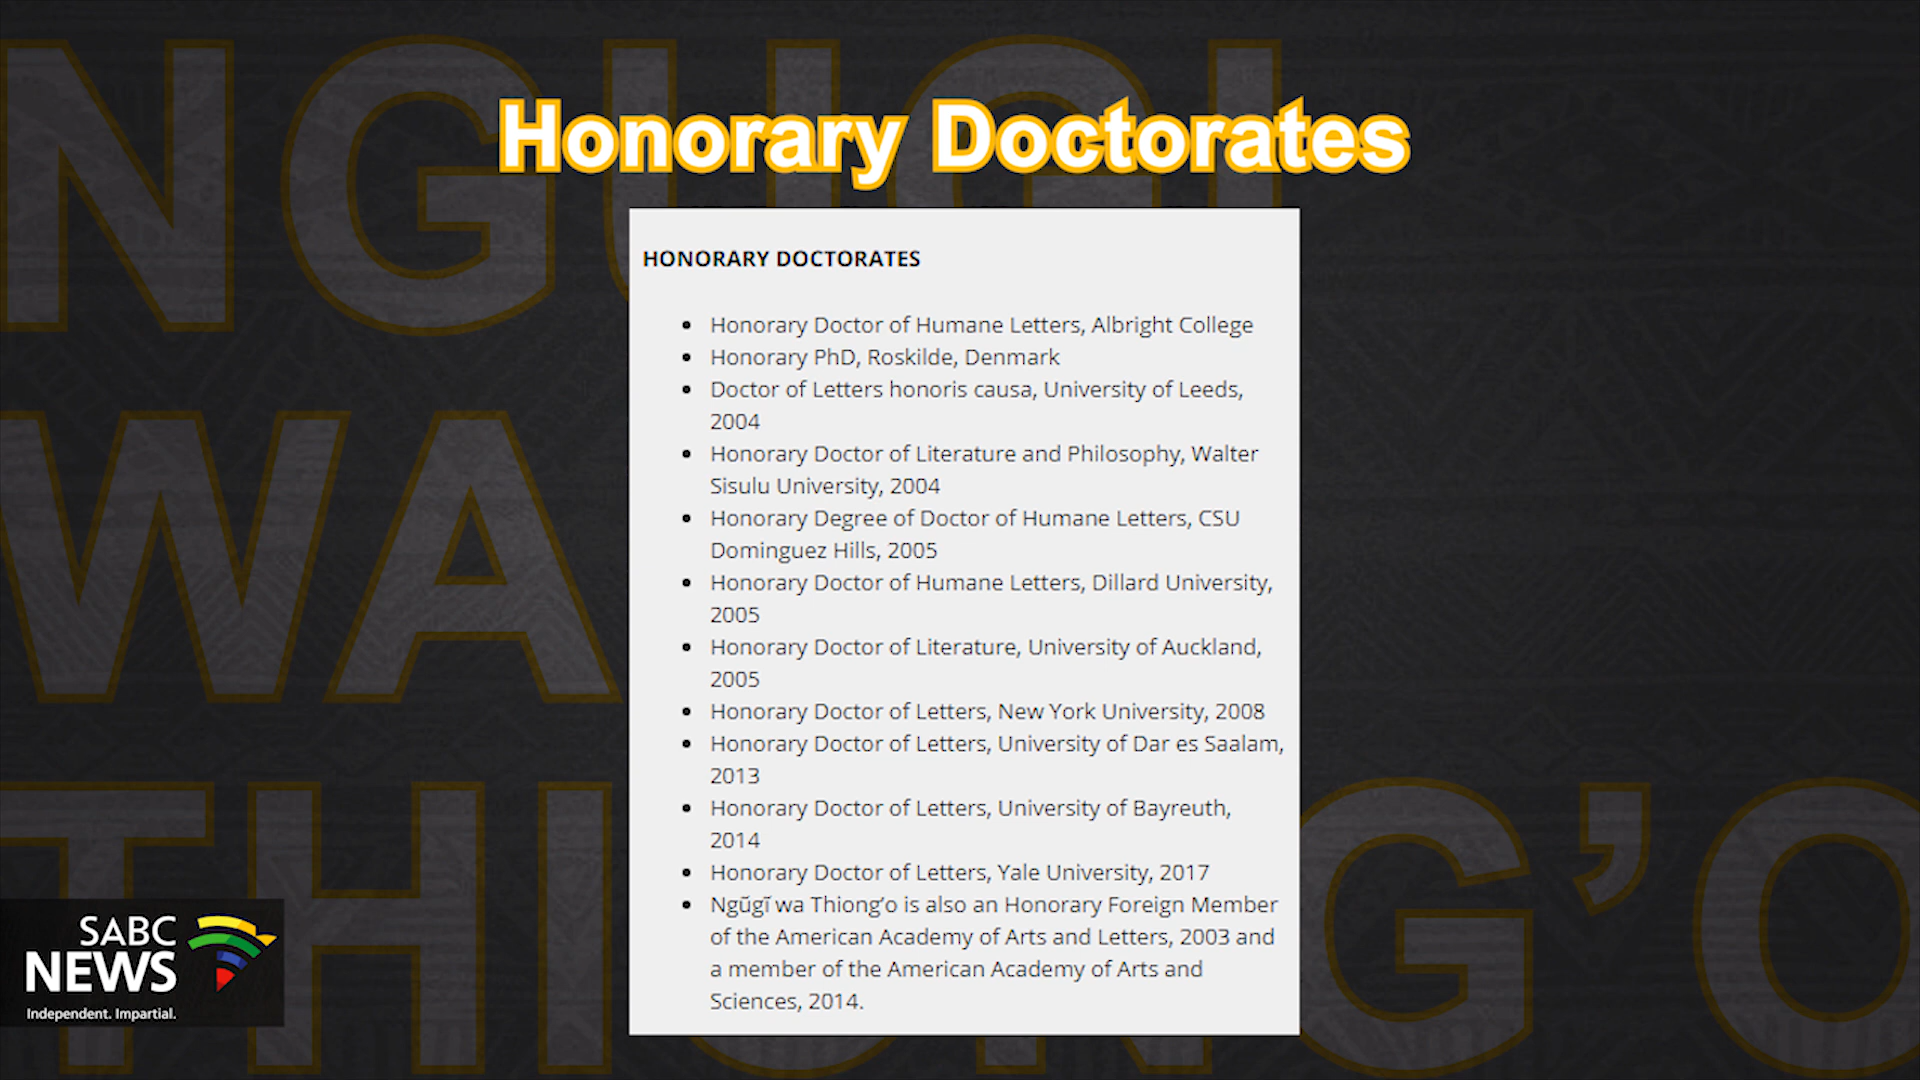 NGUGI
WA
THIONG'O
Honorary Doctorates
HONORARY DOCTORATES
• Honorary Doctor of Humane Letters, Albright College
• Honorary PhD, Roskilde, Denmark
• Doctor of Letters honoris causa, University of Leeds,
2004
• Honorary Doctor of Literature and Philosophy, Walter
Sisulu University, 2004
• Honorary Degree of Doctor of Humane Letters, CSU
Dominguez Hills, 2005
• Honorary Doctor of Humane Letters, Dillard University,
2005
• Honorary Doctor of Literature, University of Auckland,
2005
• Honorary Doctor of Letters, New York University, 2008
• Honorary Doctor of Letters, University of Dar es Saalam,
2013
• Honorary Doctor of Letters, University of Bayreuth,
2014
• Honorary Doctor of Letters, Yale University, 2017
• Ngũgĩ wa Thiong’o is also an Honorary Foreign Member
of the American Academy of Arts and Letters, 2003 and
a member of the American Academy of Arts and
Sciences, 2014.
SABC
NEWS
Independent. Impartial.